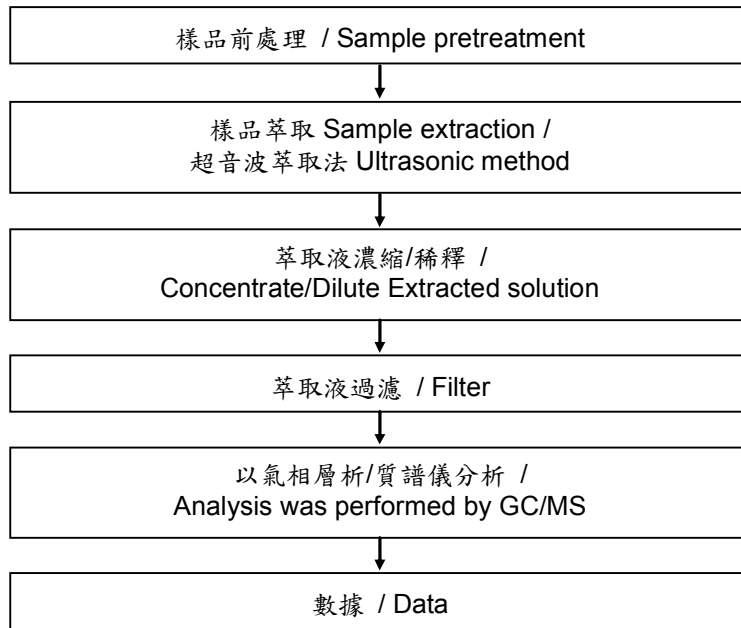 樣品前處理 / Sample pretreatment
樣品萃取 Sample extraction /
超音波萃取法 Ultrasonic method
萃取液濃縮/稀釋 /
Concentrate/Dilute Extracted solution
萃取液過濾 / Filter
以氣相層析/質譜儀分析 /
Analysis was performed by GC/MS
數據 / Data